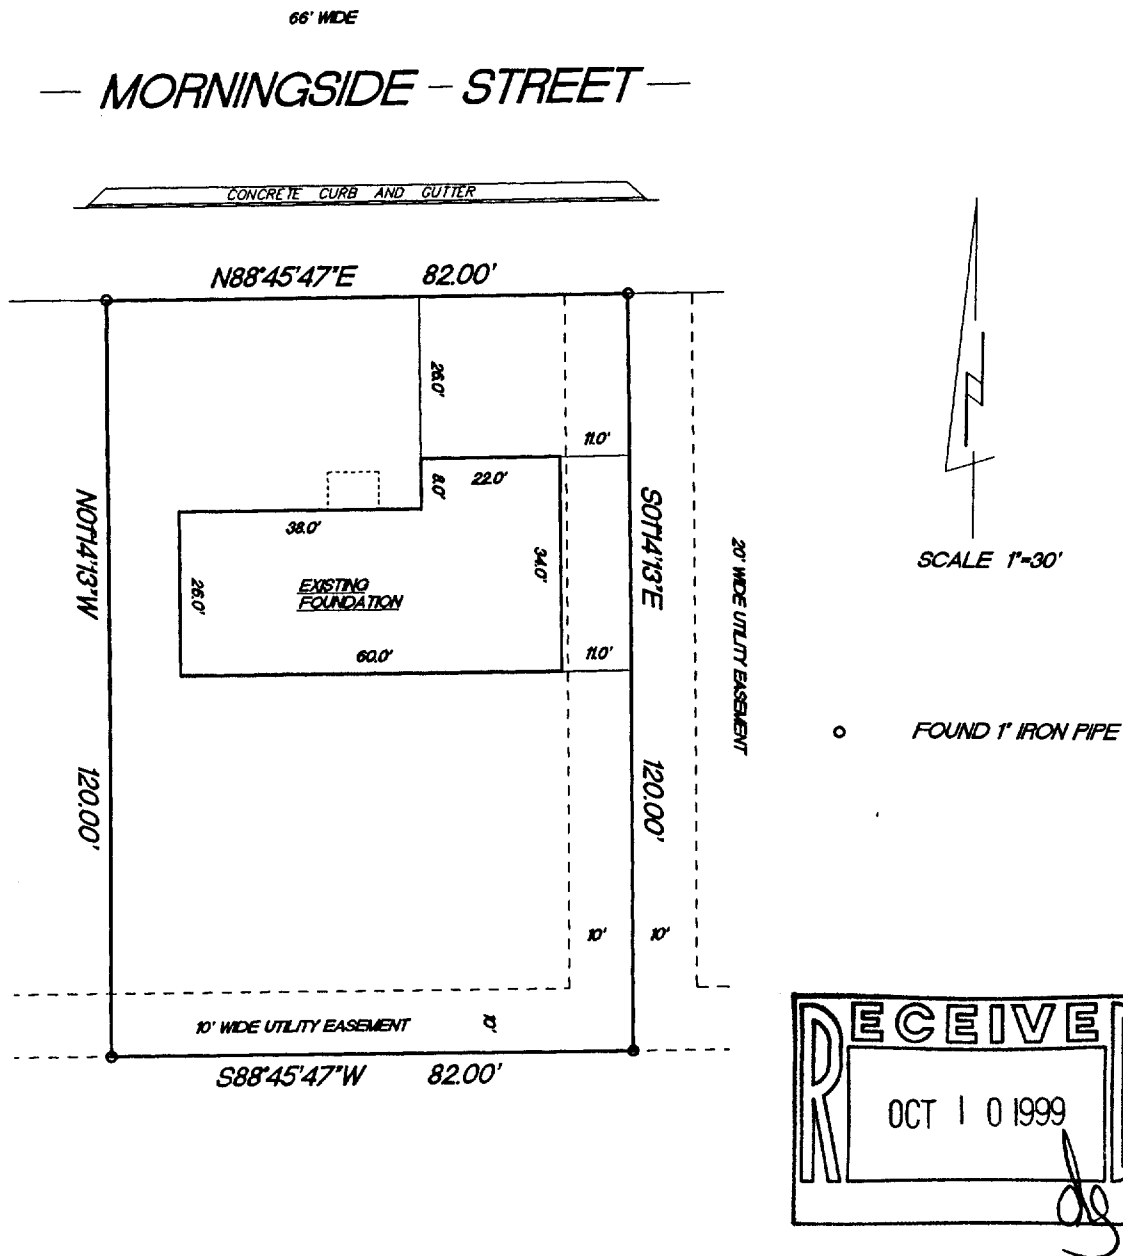 66' WIDE
— MORNINGSIDE — STREET —
CONCRETE CURB AND GUTTER
N88°45'47"E 82.00'
26.0'
11.0'
8.0'
22.0'
38.0'
N01°14'13"W
S01°14'13"E
34.0'
26.0'
EXISTING
FOUNDATION
60.0'
11.0'
20' WIDE UTILITY EASEMENT
SCALE 1"=30'
FOUND 1" IRON PIPE
120.00'
120.00'
10'
10'
10' WIDE UTILITY EASEMENT
10'
S88°45'47"W 82.00'
RECEIVED
OCT 10 1999